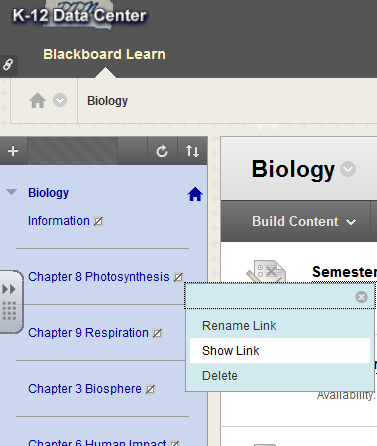 K-12 Data Center
Blackboard Learn
Biology
Biology
Information
Chapter 8 Photosynthesis
Chapter 9 Respiration
Chapter 3 Biosphere
Chapter 6 Human Impact
Biology
Build Content
Semester
Rename Link
Show Link
Delete
Availability: